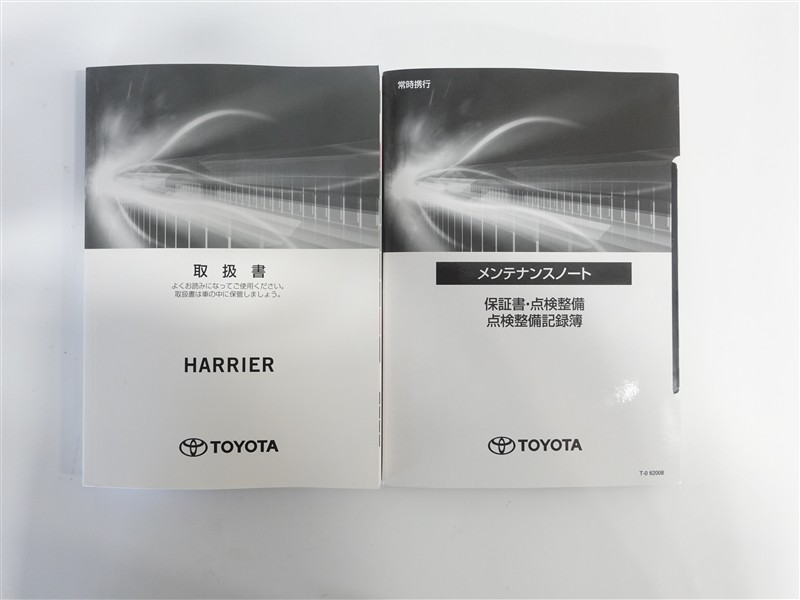 取扱書
よくお読みになってご使用ください。
取扱書は車の中に保管しましょう。
HARRIER
TOYOTA
常時携行
メンテナンスノート
保証書・点検整備
点検整備記録簿
TOYOTA
T-0 62008